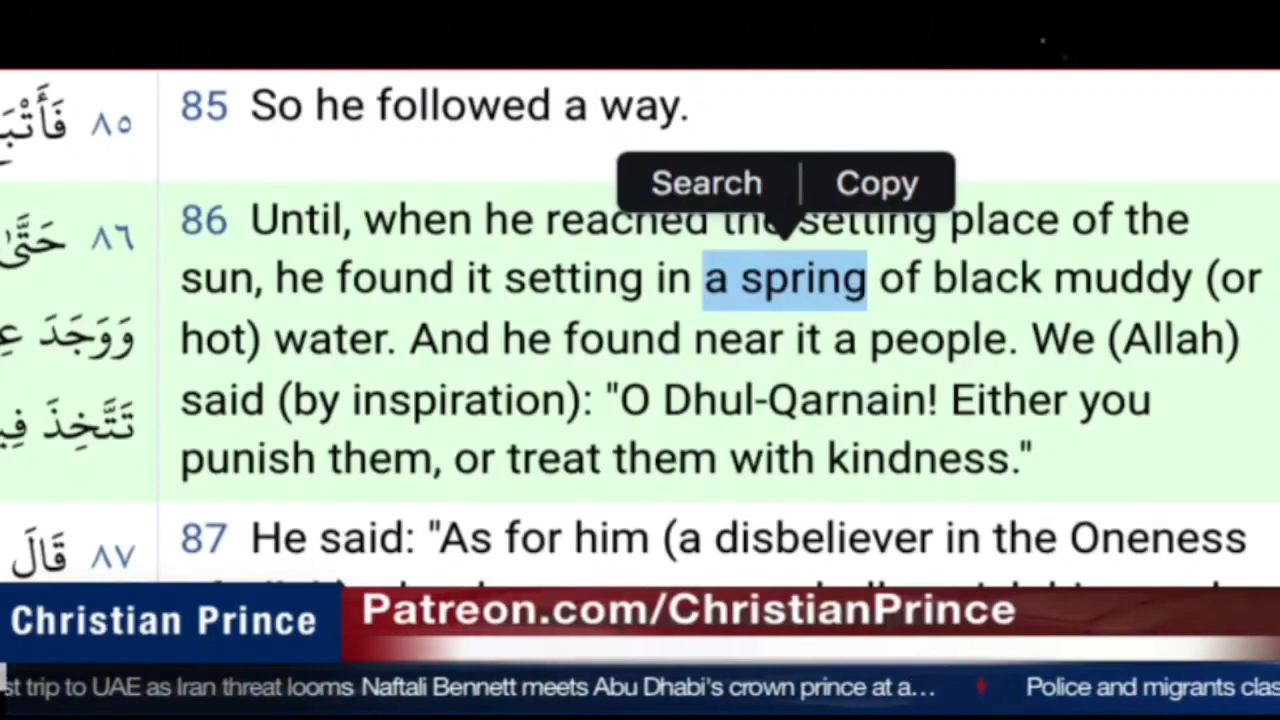 85 So he followed a way.
٨٥
Search Copy
86 Until, when he reached the setting place of the
sun, he found it setting in a spring of black muddy (or
hot) water. And he found near it a people. We (Allah)
said (by inspiration): "O Dhul-Qarnain! Either you
punish them, or treat them with kindness."
٨٦ حَتَّىٰ
وَوَجَدَ
تَتَّخِذَ
87 He said: "As for him (a disbeliever in the Oneness
٨٧ قَالَ
Christian Prince
Patreon.com/ChristianPrince
st trip to UAE as Iran threat looms Naftali Bennett meets Abu Dhabi's crown prince at a... Police and migrants clas